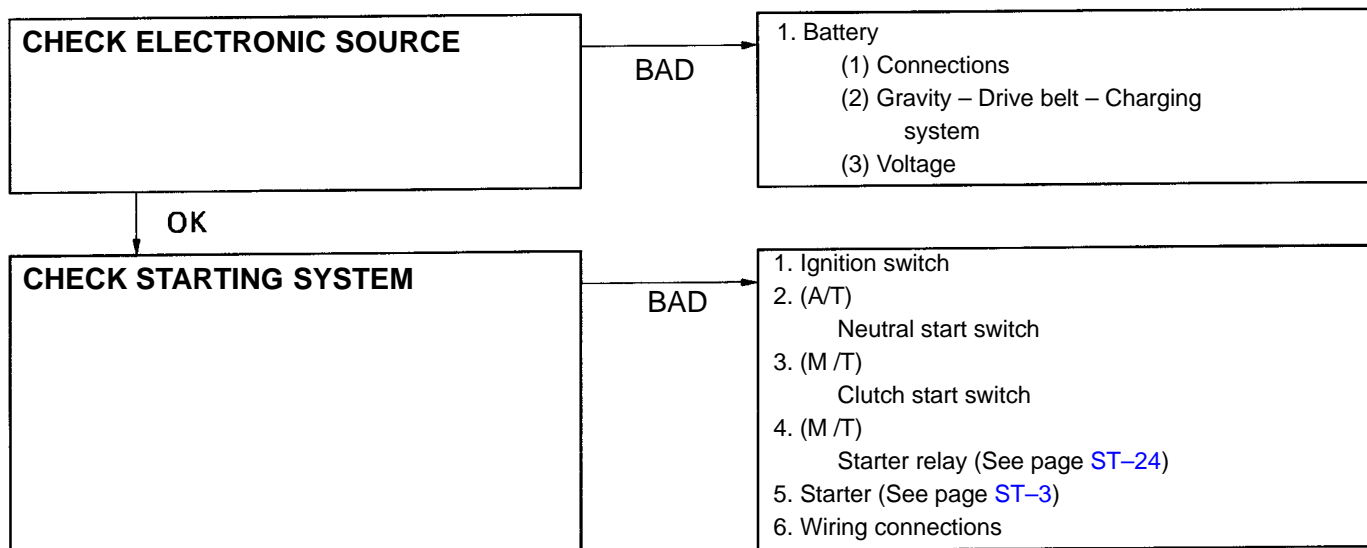 CHECK ELECTRONIC SOURCE
BAD
1. Battery
(1) Connections
(2) Gravity – Drive belt – Charging
system
(3) Voltage
OK
CHECK STARTING SYSTEM
BAD
1. Ignition switch
2. (A/T)
Neutral start switch
3. (M /T)
Clutch start switch
4. (M /T)
Starter relay (See page ST–24)
5. Starter (See page ST–3)
6. Wiring connections